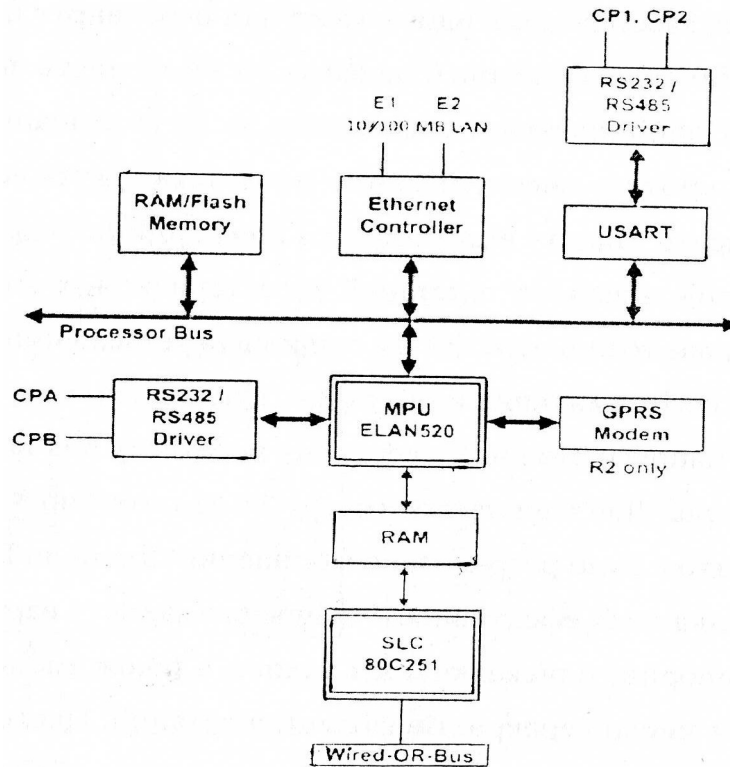 CP1, CP2
RS232 /
RS485
Driver
E1 E2
10/100 MB LAN
RAM/Flash
Memory
Ethernet
Controller
USART
Processor Bus
CPA
CPB
RS232 /
RS485
Driver
MPU
ELAN520
GPRS
Modem
R2 only
RAM
SLC
80C251
Wired-OR-Bus